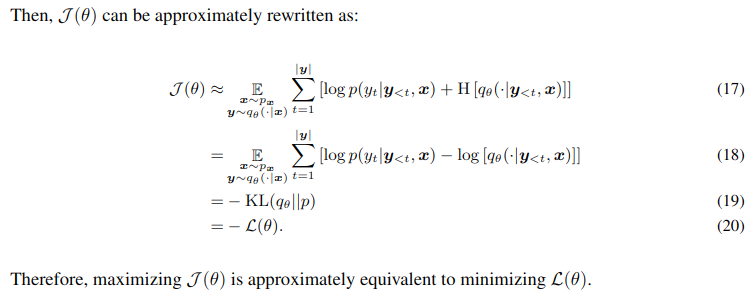 Then, 𝒥(θ) can be approximately rewritten as:
𝒥(θ) ≈ 𝔼_{x∼p_x, y∼q_θ(·|x)} ∑_{t=1}^{|y|} [log p(y_t|y_{<t}, x) + H [q_θ(·|y_{<t}, x)]] (17)
= 𝔼_{x∼p_x, y∼q_θ(·|x)} ∑_{t=1}^{|y|} [log p(y_t|y_{<t}, x) − log [q_θ(·|y_{<t}, x)]] (18)
= − KL(q_θ||p) (19)
= − ℒ(θ). (20)
Therefore, maximizing 𝒥(θ) is approximately equivalent to minimizing ℒ(θ).